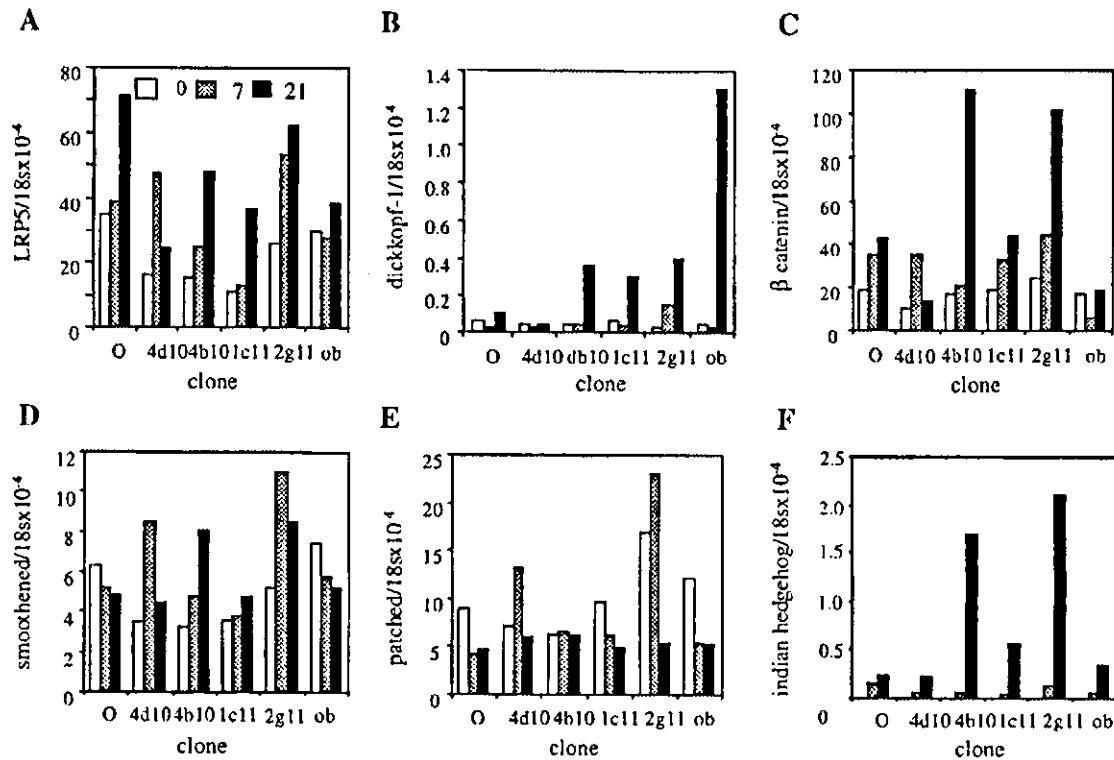 A
LRP5/18sx10-4
80
60
40
20
0
0 7 21
O 4d10 4b10 1c11 2g11 ob
clone
B
dickkopf-1/18sx10-4
1.4
1.2
1.0
0.8
0.6
0.4
0.2
0
O 4d10 db10 1c11 2g11 ob
clone
C
β catenin/18sx10-4
120
100
80
60
40
20
0
O 4d10 4b10 1c11 2g11 ob
clone
D
smoothened/18sx10-4
12
10
8
6
4
2
0
O 4d10 4b10 1c11 2g11 ob
clone
E
patched/18sx10-4
25
20
15
10
5
0
O 4d10 4b10 1c11 2g11 ob
clone
F
indian hedgehog/18sx10-4
2.5
2.0
1.5
1.0
0.5
0
O 4d10 4b10 1c11 2g11 ob
clone